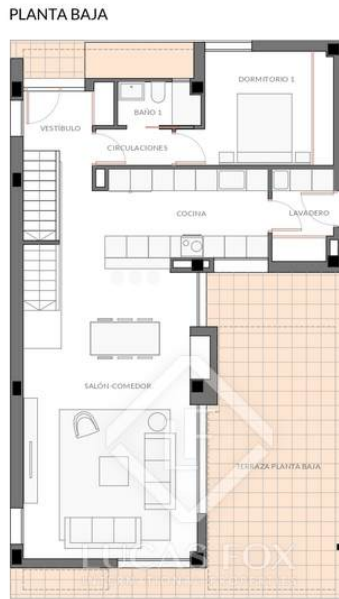 PLANTA BAJA
DORMITORIO 1
BAÑO 1
VESTÍBULO
CIRCULACIONES
COCINA
LAVADERO
SALÓN-COMEDOR
TERRAZA PLANTA BAJA
LUCAS FOX